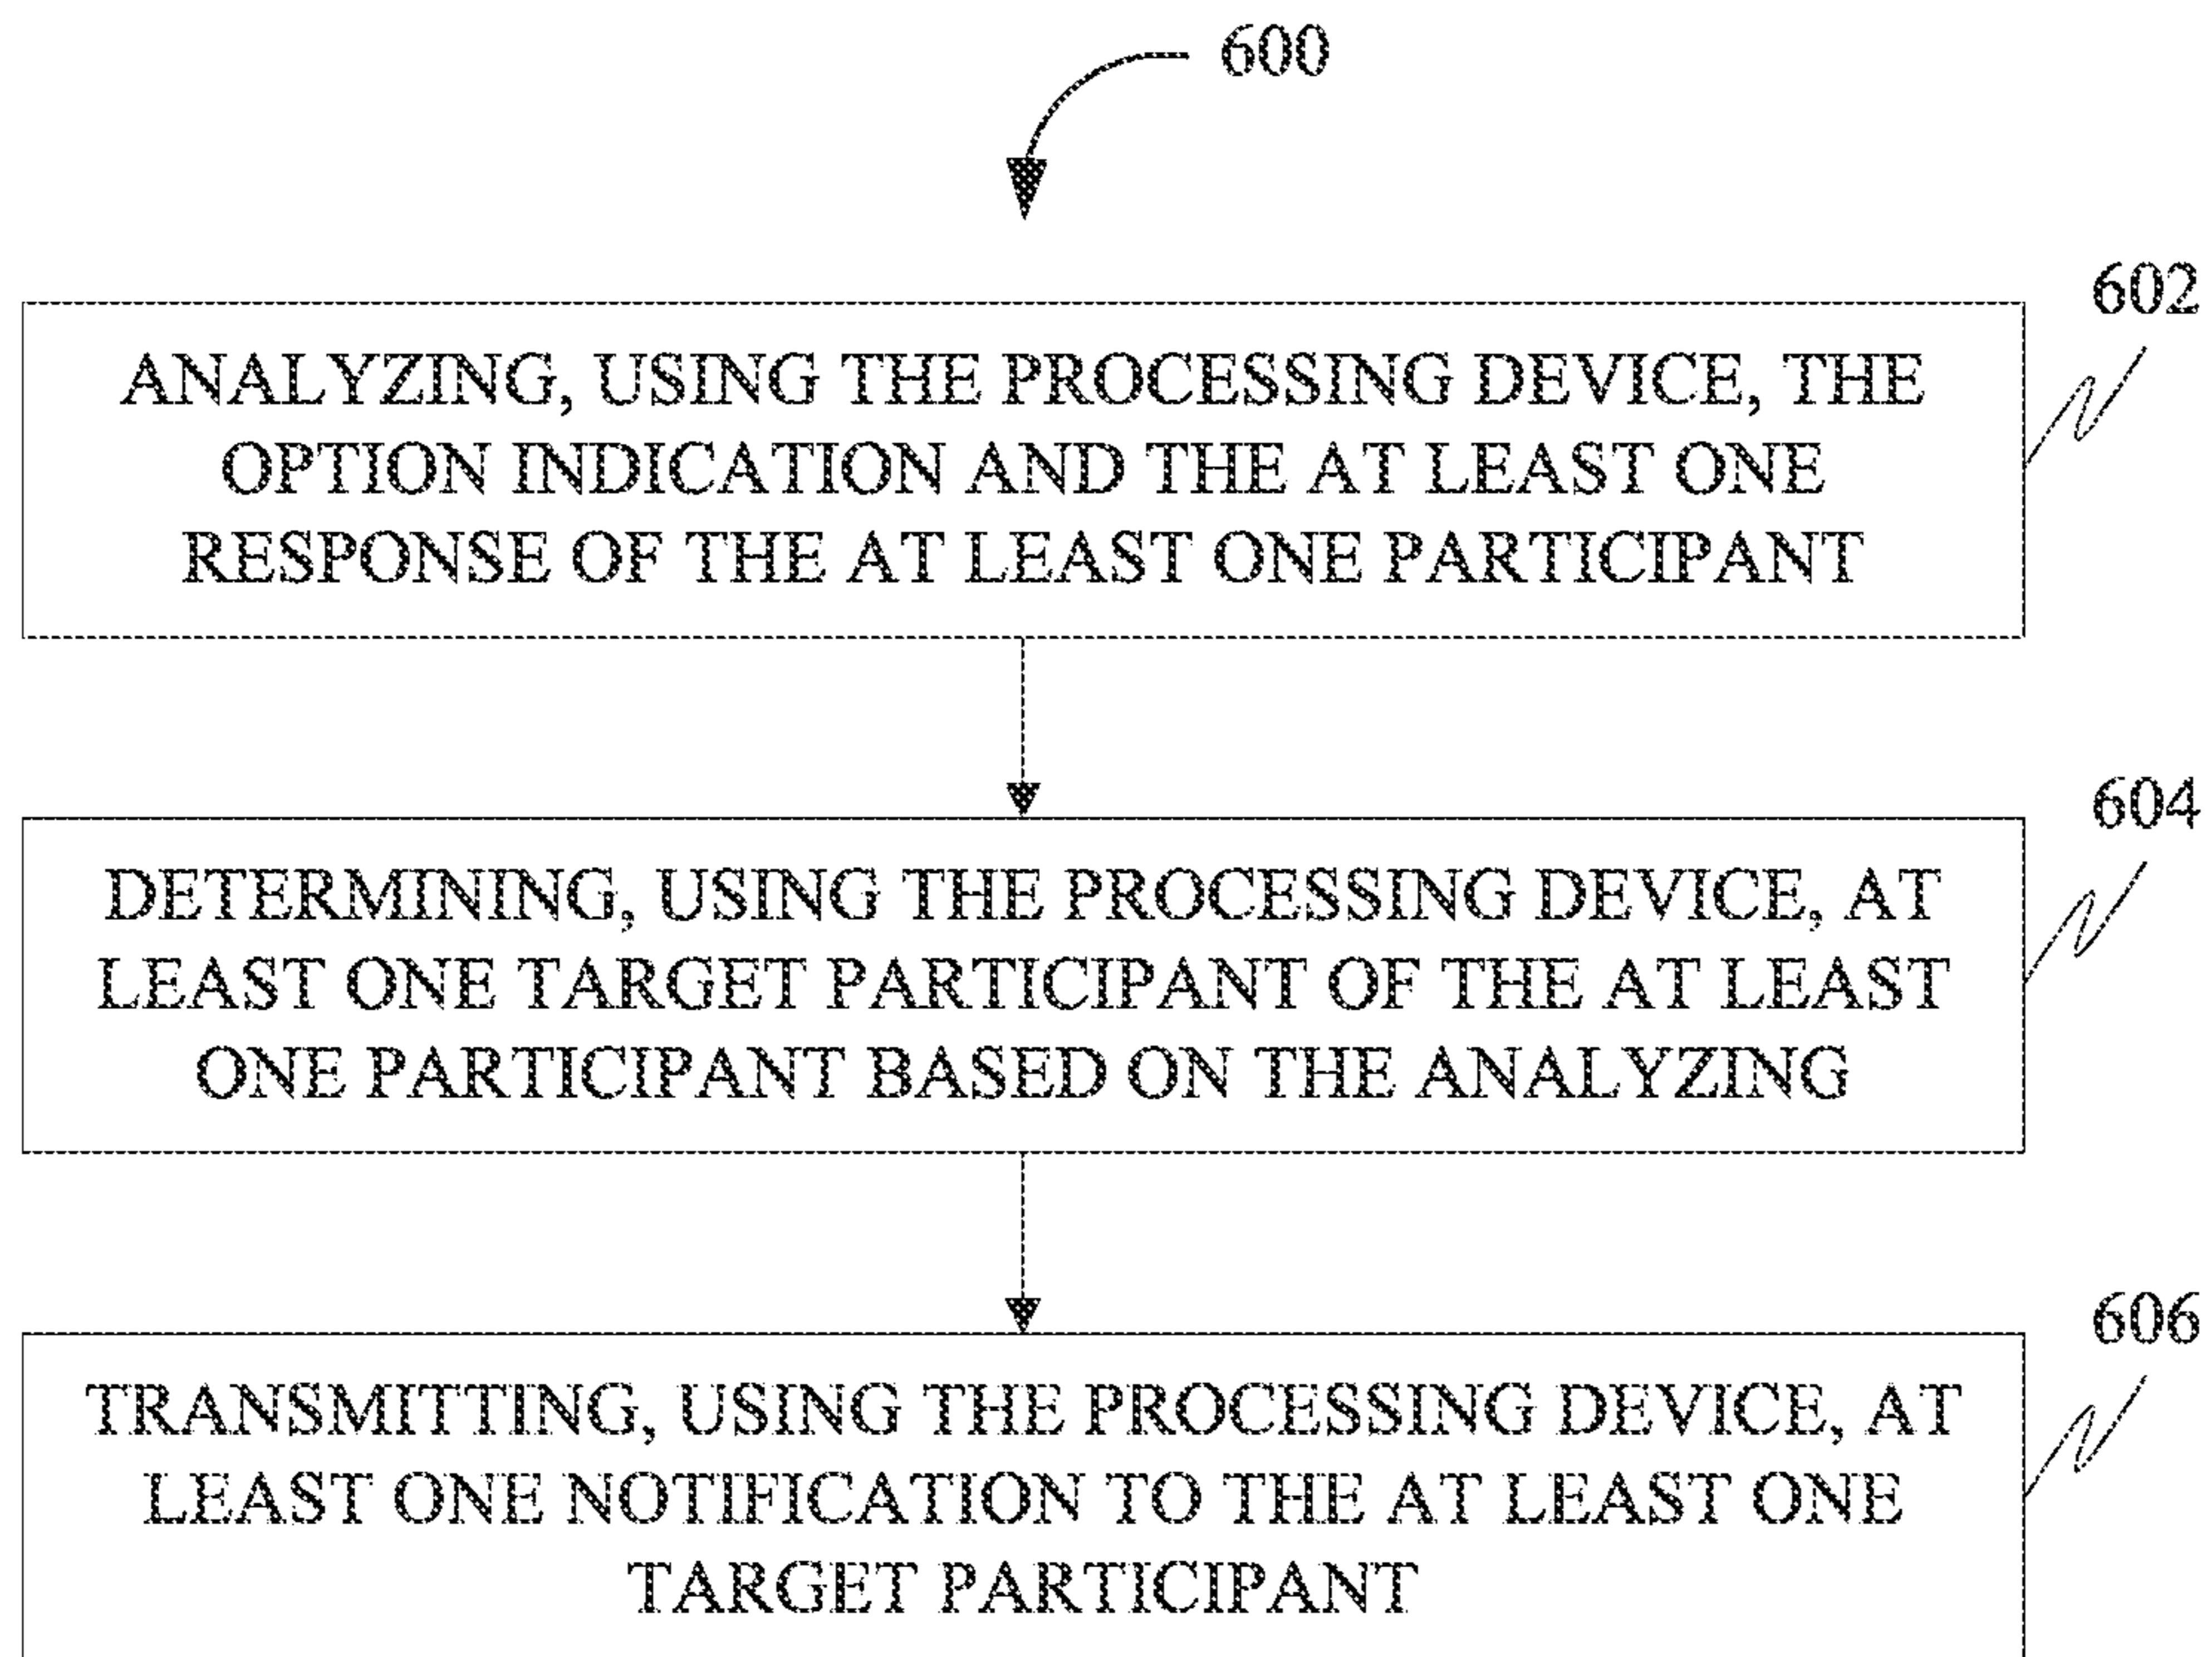 600
602
ANALYZING, USING THE PROCESSING DEVICE, THE
OPTION INDICATION AND THE AT LEAST ONE
RESPONSE OF THE AT LEAST ONE PARTICIPANT
604
DETERMINING, USING THE PROCESSING DEVICE, AT
LEAST ONE TARGET PARTICIPANT OF THE AT LEAST
ONE PARTICIPANT BASED ON THE ANALYZING
606
TRANSMITTING, USING THE PROCESSING DEVICE, AT
LEAST ONE NOTIFICATION TO THE AT LEAST ONE
TARGET PARTICIPANT